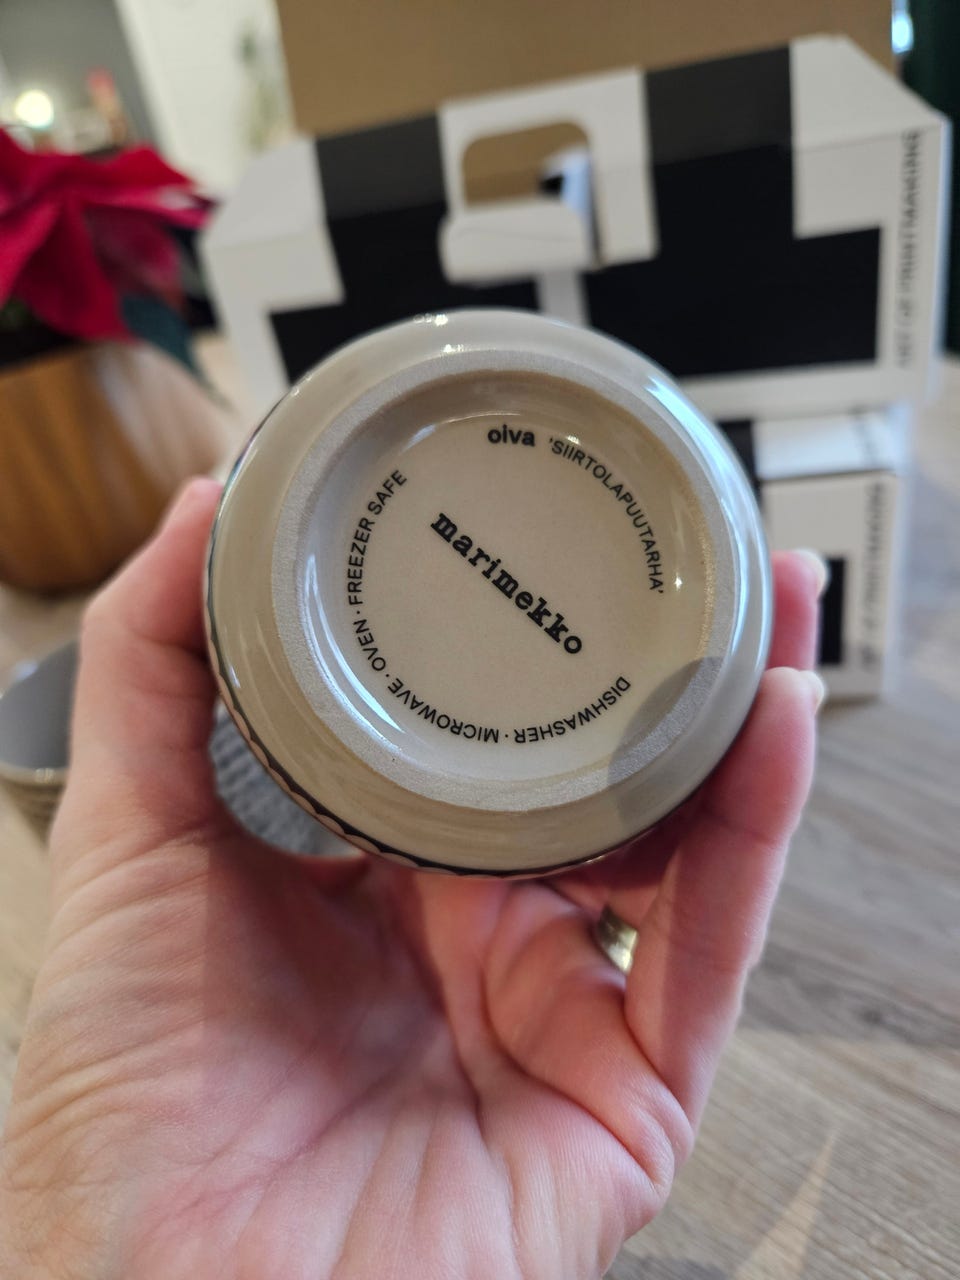 oiva 'SIIRTOLAPUUTARHA'
marimekko
DISHWASHER · MICROWAVE · OVEN · FREEZER SAFE